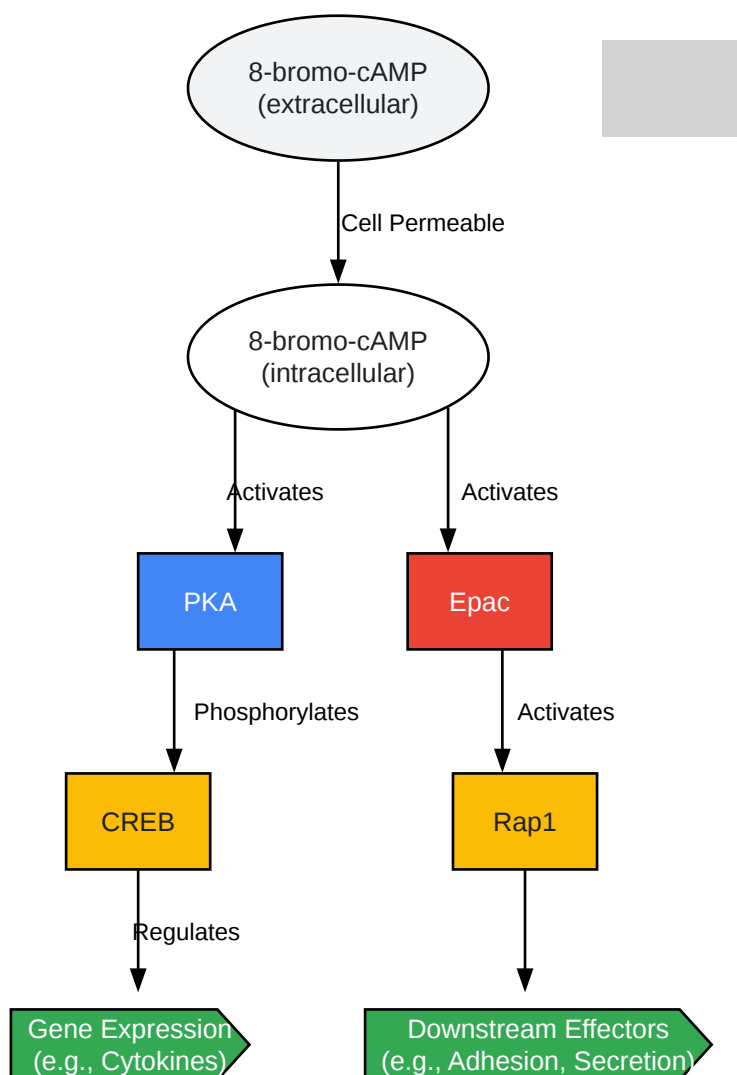 8-bromo-cAMP
(extracellular)
Cell Permeable
8-bromo-cAMP
(intracellular)
Activates
Activates
PKA
Epac
Phosphorylates
Activates
CREB
Rap1
Regulates
Gene Expression
(e.g., Cytokines)
Downstream Effectors
(e.g., Adhesion, Secretion)